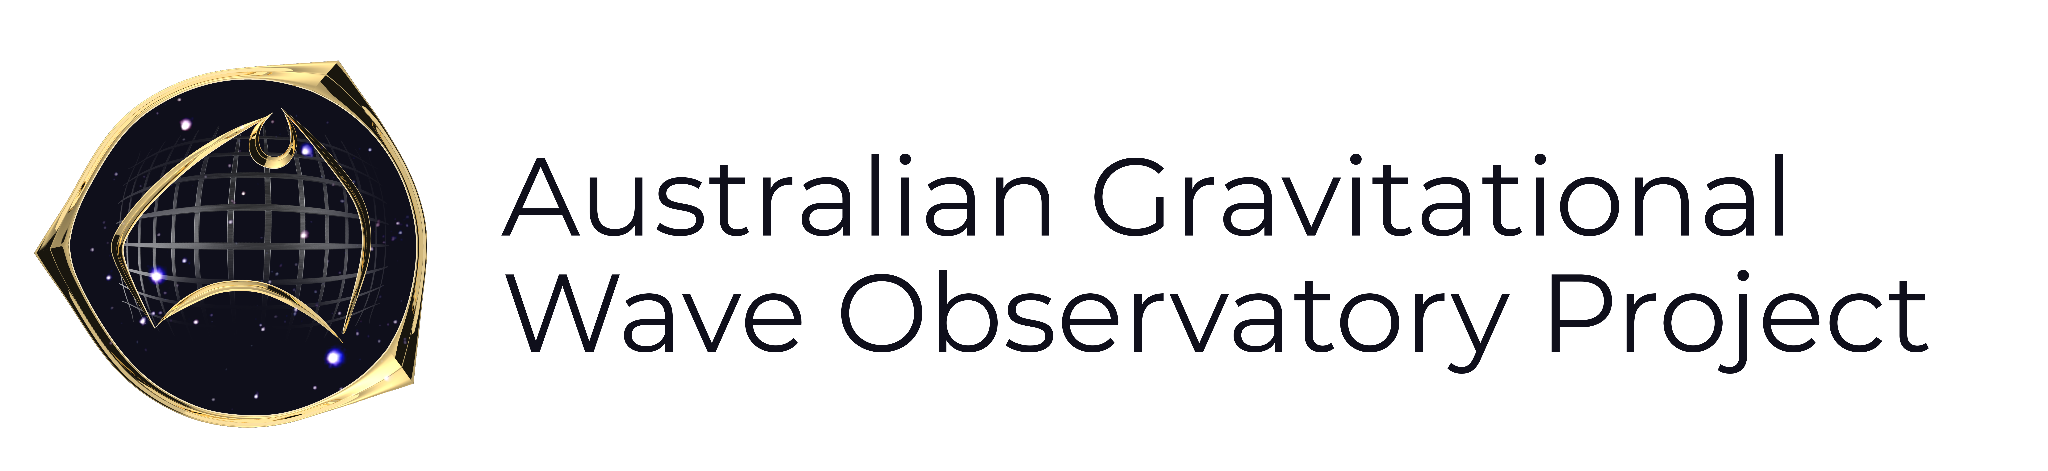 Australian Gravitational
Wave Observatory Project